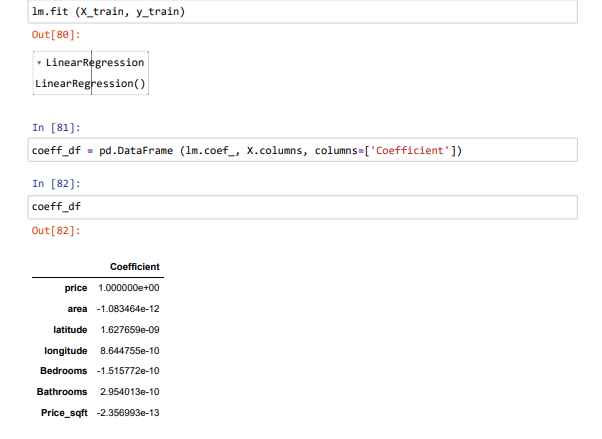 lm.fit (X_train, y_train)
Out[80]:
▾ LinearRegression
LinearRegression()
In [81]:
coeff_df = pd.DataFrame (lm.coef_, X.columns, columns=['Coefficient'])
In [82]:
coeff_df
Out[82]:
Coefficient
price 1.000000e+00
area -1.083464e-12
latitude 1.627659e-09
longitude 8.644755e-10
Bedrooms -1.515772e-10
Bathrooms 2.954013e-10
Price_sqft -2.356993e-13